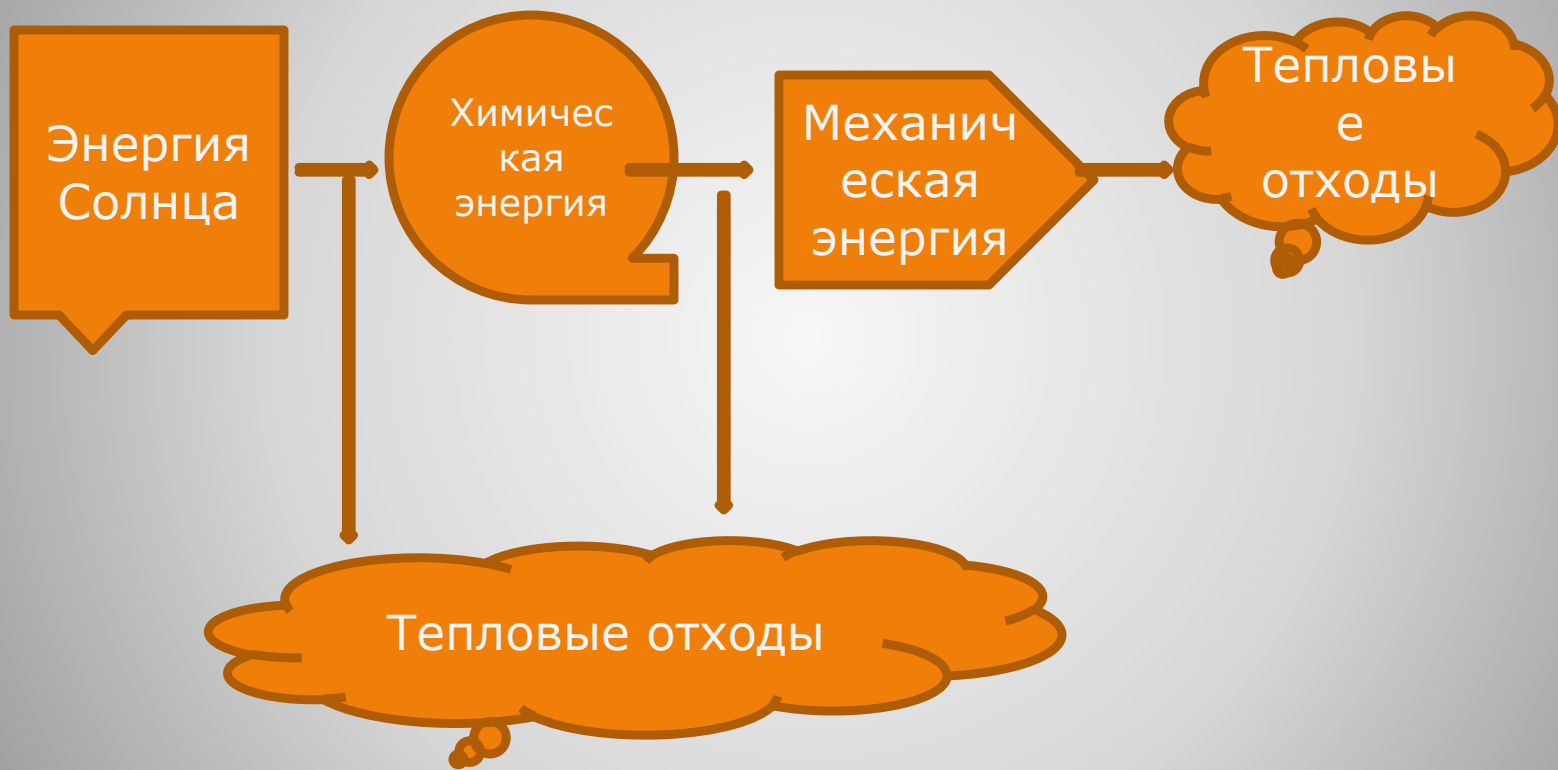 Энергия
Солнца
Химичес
кая
энергия
Механич
еская
энергия
Тепловы
е
отходы
Тепловые отходы